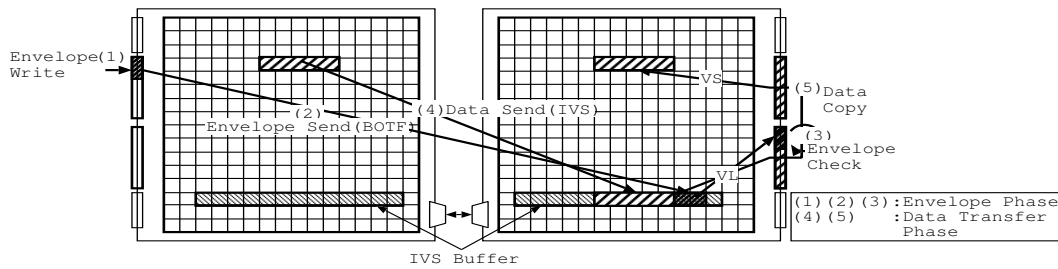 Envelope(1)
Write
(2)
Envelope Send(BOTF)
(4)Data Send(IVS)
VS
(5)Data
Copy
(3)
Envelope
Check
VL
IVS Buffer
(1)(2)(3):Envelope Phase
(4)(5) :Data Transfer
Phase